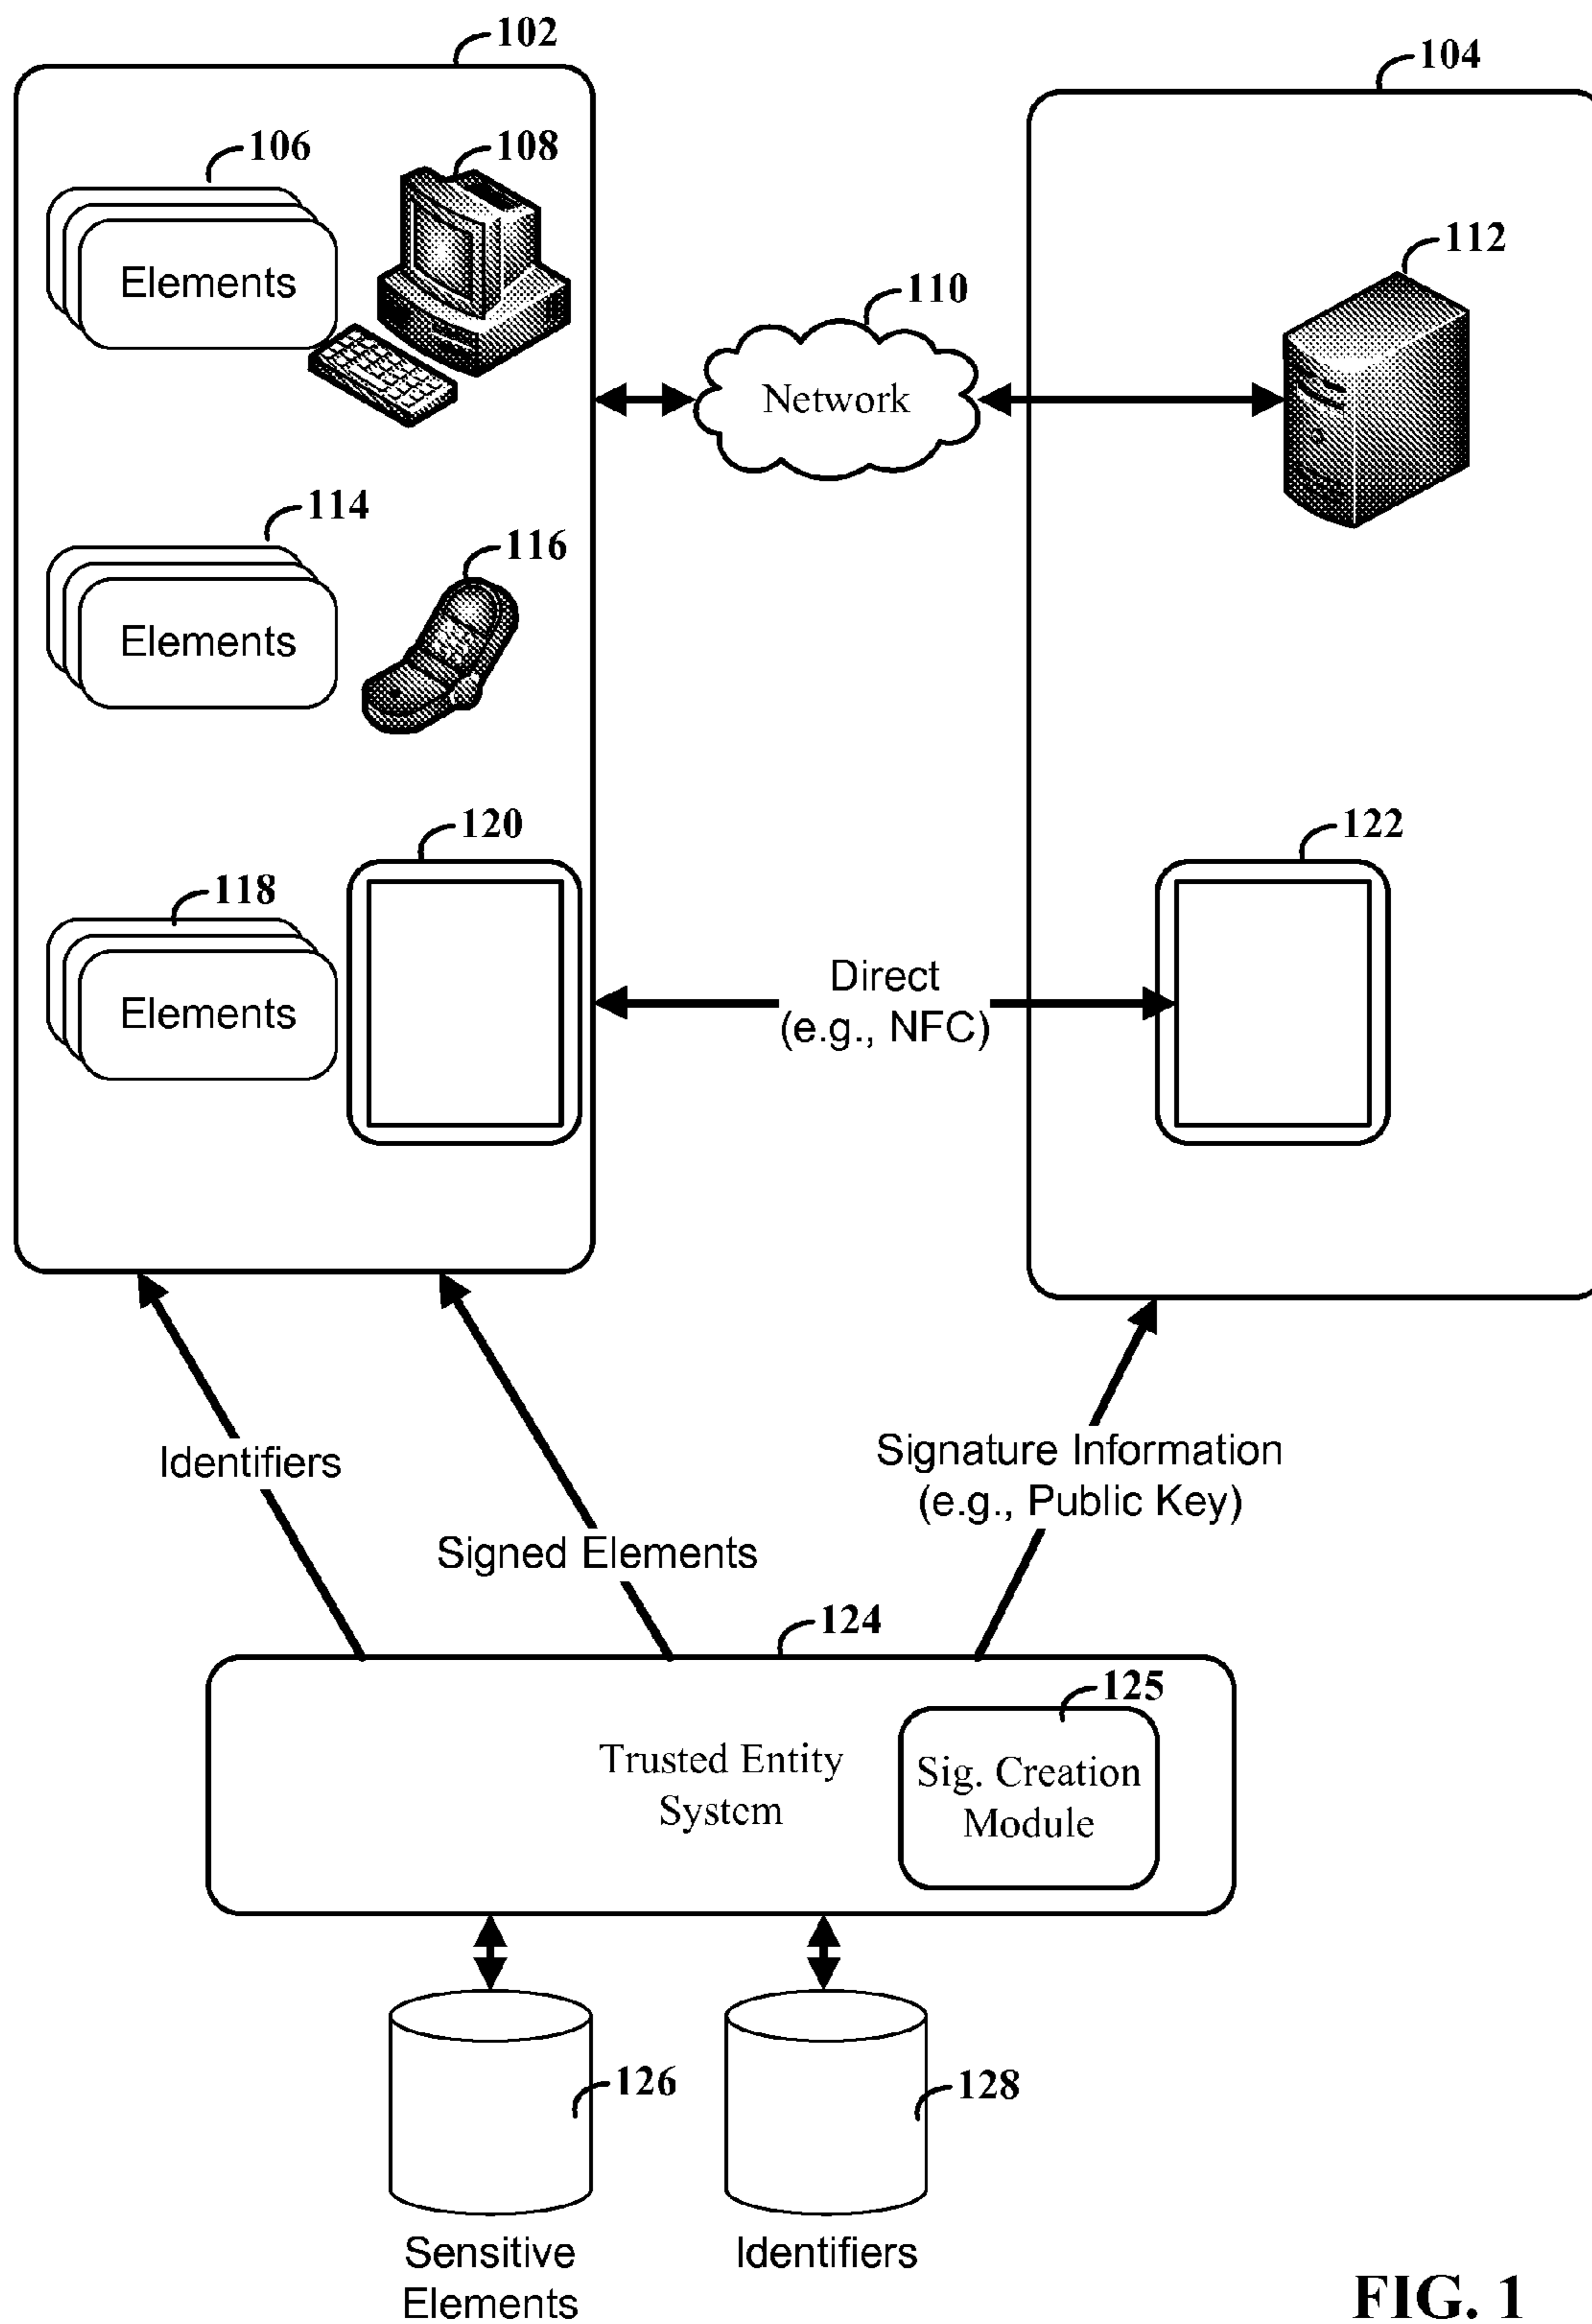 102
104
106
108
Elements
112
110
Network
114
116
Elements
120
122
118
Elements
Direct
(e.g., NFC)
Identifiers
Signature Information
(e.g., Public Key)
Signed Elements
124
125
Trusted Entity
System
Sig. Creation
Module
126
128
Sensitive
Elements
Identifiers
FIG. 1